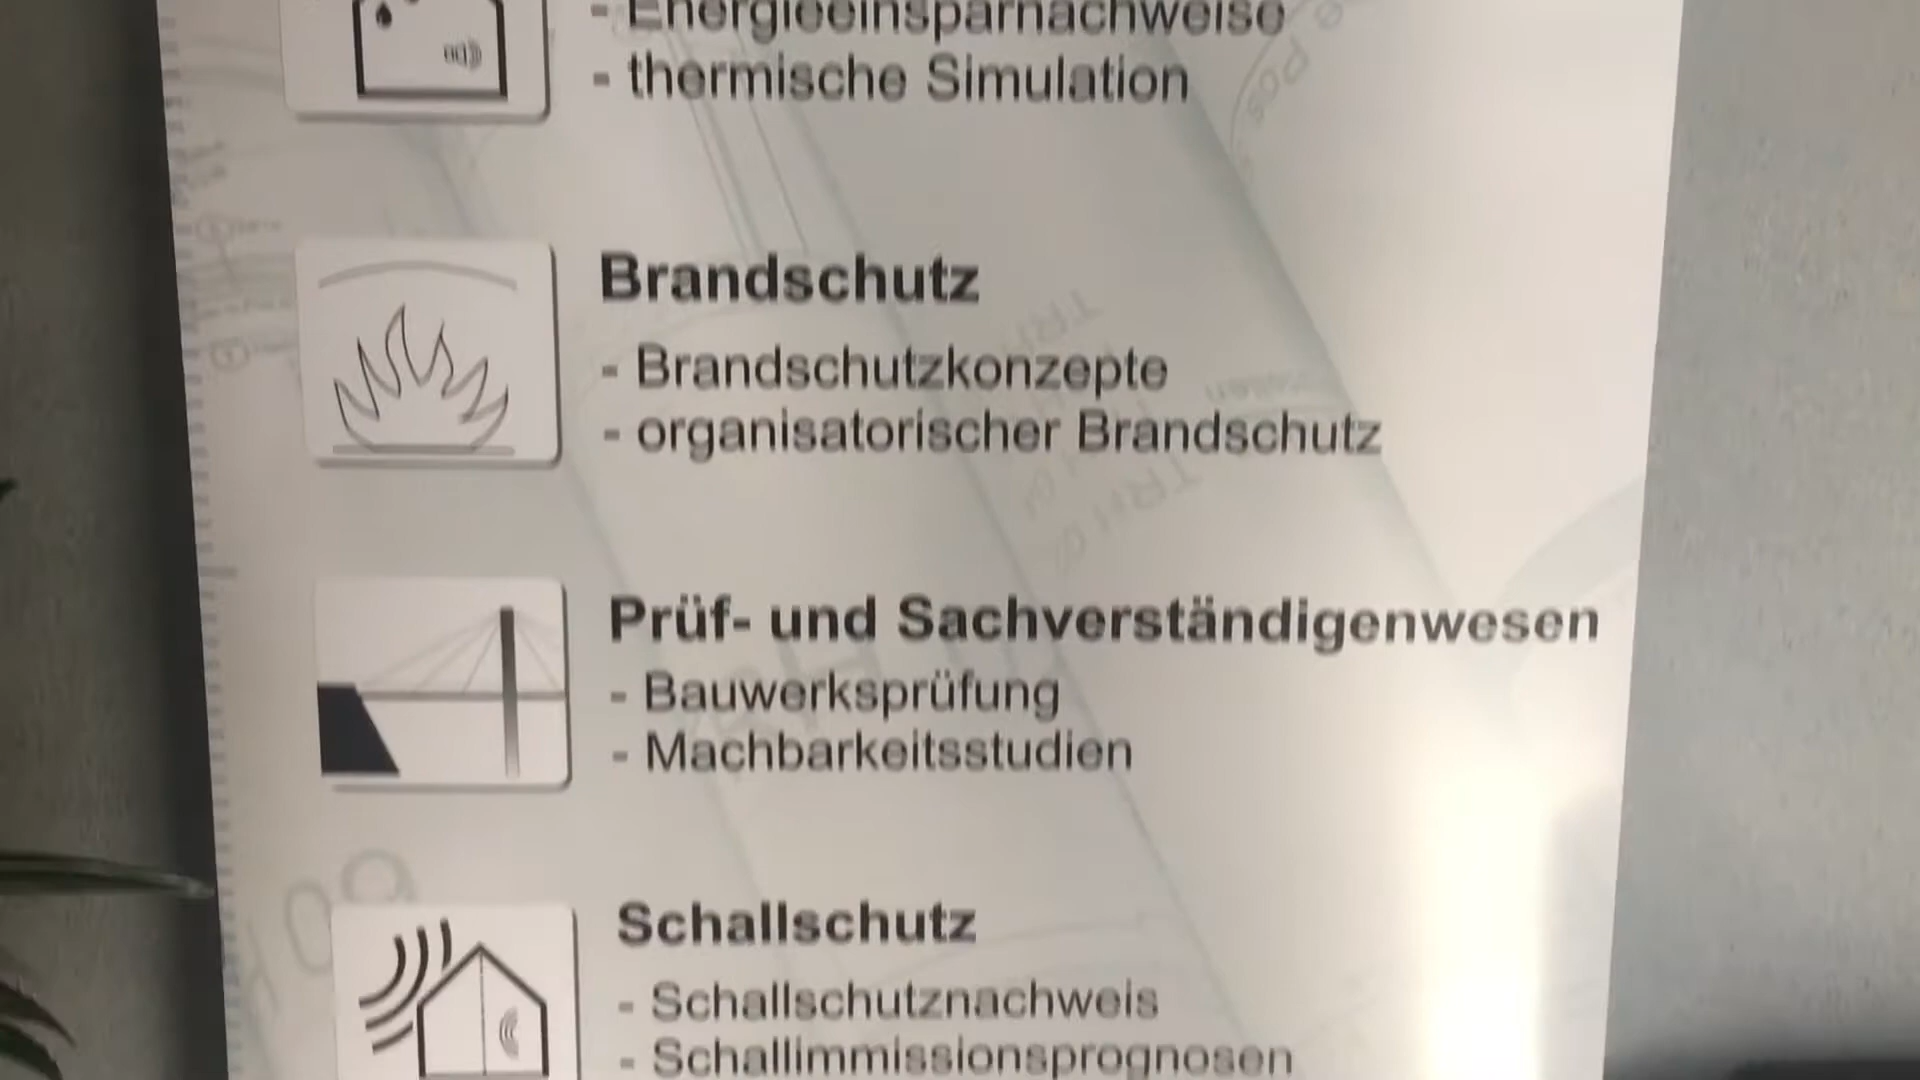 - Energieeinsparnachweise
- thermische Simulation
Brandschutz
- Brandschutzkonzepte
- organisatorischer Brandschutz
Prüf- und Sachverständigenwesen
- Bauwerksprüfung
- Machbarkeitsstudien
Schallschutz
- Schallschutznachweis
- Schallimmissionsprognosen